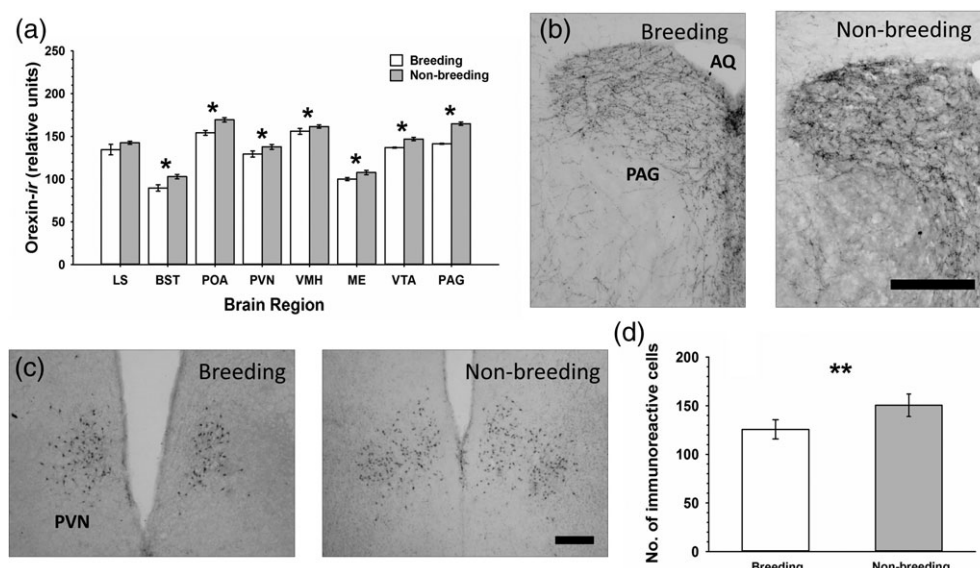 (a)
250
200
150
100
50
0
Orexin-ir (relative units)
Breeding
Non-breeding
*
*
*
*
*
*
*
LS BST POA PVN VMH ME VTA PAG
Brain Region
(b)
Breeding
AQ
PAG
Non-breeding
(c)
Breeding
PVN
Non-breeding
(d)
200
150
100
50
0
No. of immunoreactive cells
**
Breeding Non-breeding